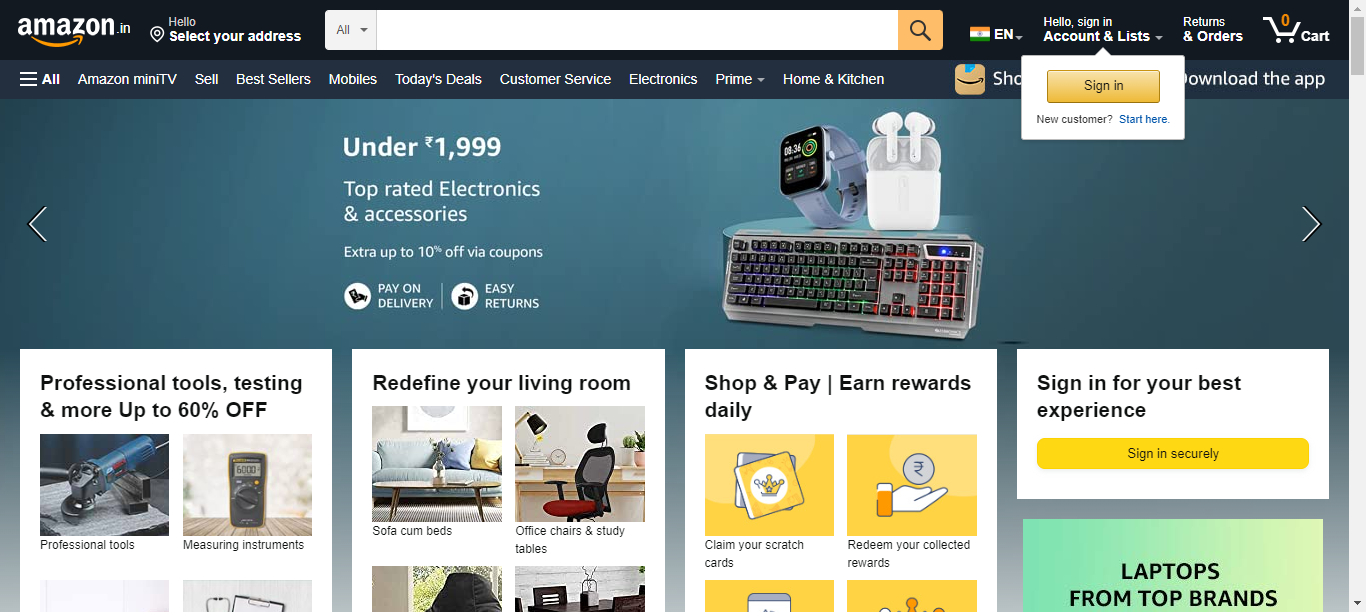 amazon.in
Hello
Select your address
All
EN
Hello, sign in
Account & Lists
Returns
& Orders
0
Cart
All
Amazon miniTV
Sell
Best Sellers
Mobiles
Today's Deals
Customer Service
Electronics
Prime
Home & Kitchen
Download the app
Sign in
New customer? Start here.
Under ₹1,999
Top rated Electronics
& accessories
Extra up to 10% off via coupons
PAY ON
DELIVERY
EASY
RETURNS
08:36
Professional tools, testing
& more Up to 60% OFF
Professional tools
Measuring instruments
Redefine your living room
Sofa cum beds
Office chairs & study
tables
Shop & Pay | Earn rewards
daily
Claim your scratch
cards
Redeem your collected
rewards
Sign in for your best
experience
Sign in securely
LAPTOPS
FROM TOP BRANDS